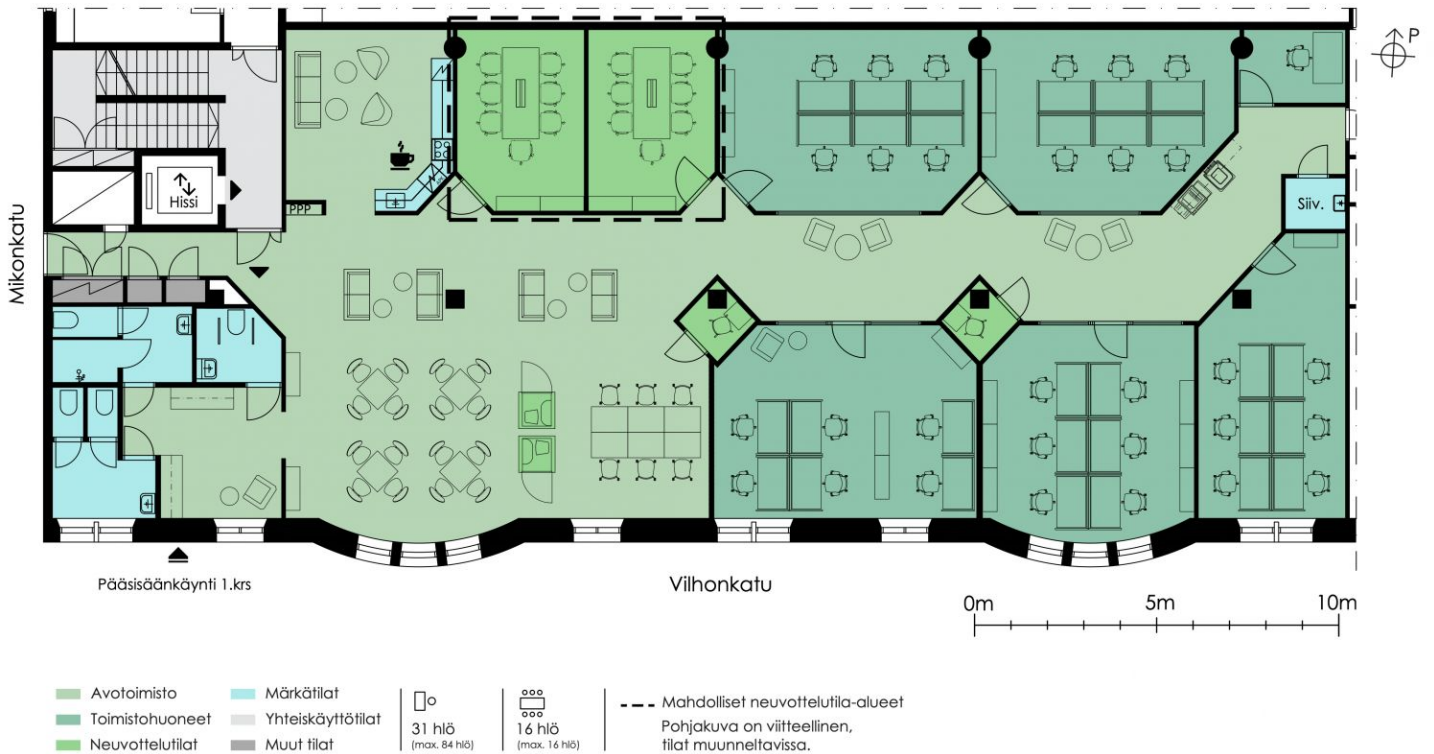 P
Hissi
PPP
Siiv.
Mikonkatu
Pääsisäänkäynti 1.krs
Vilhonkatu
0m 5m 10m
Avotoimisto
Toimistohuoneet
Neuvottelutilat
Märkätilat
Yhteiskäyttötilat
Muut tilat
31 hlö
(max. 84 hlö)
16 hlö
(max. 16 hlö)
Mahdolliset neuvottelutila-alueet
Pohjakuva on viitteellinen,
tilat muunneltavissa.